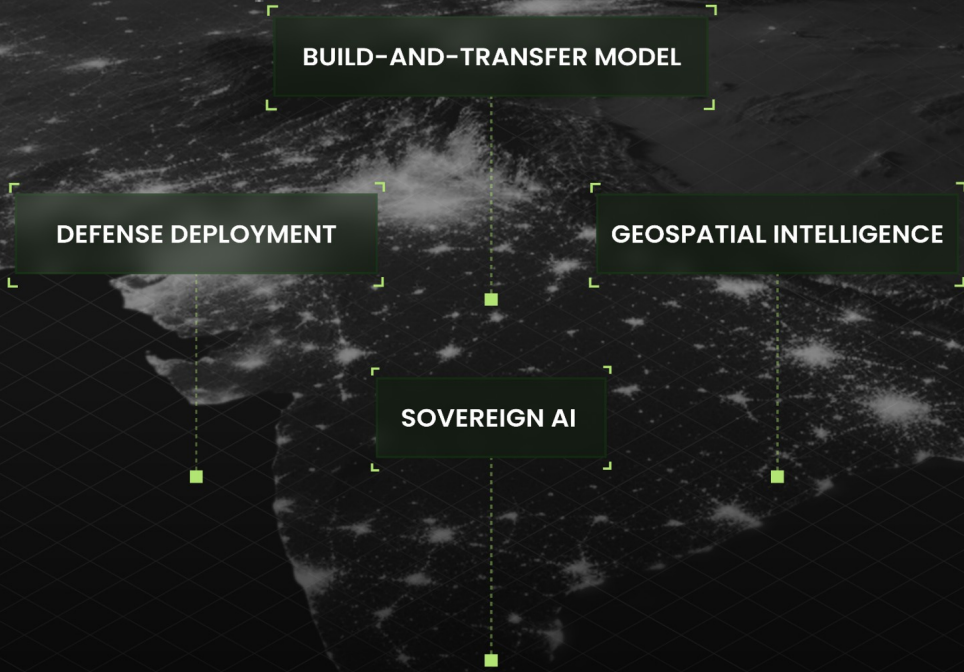 BUILD-AND-TRANSFER MODEL
DEFENSE DEPLOYMENT
GEOSPATIAL INTELLIGENCE
SOVEREIGN AI